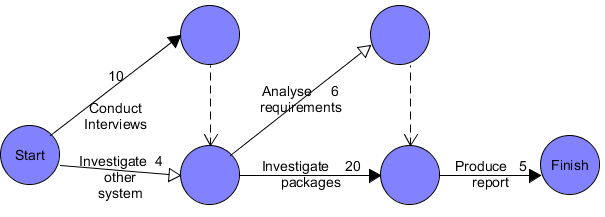 10
Conduct
Interviews
Start
Investigate 4
other
system
Analyse 6
requirements
Investigate 20
packages
Produce 5
report
Finish